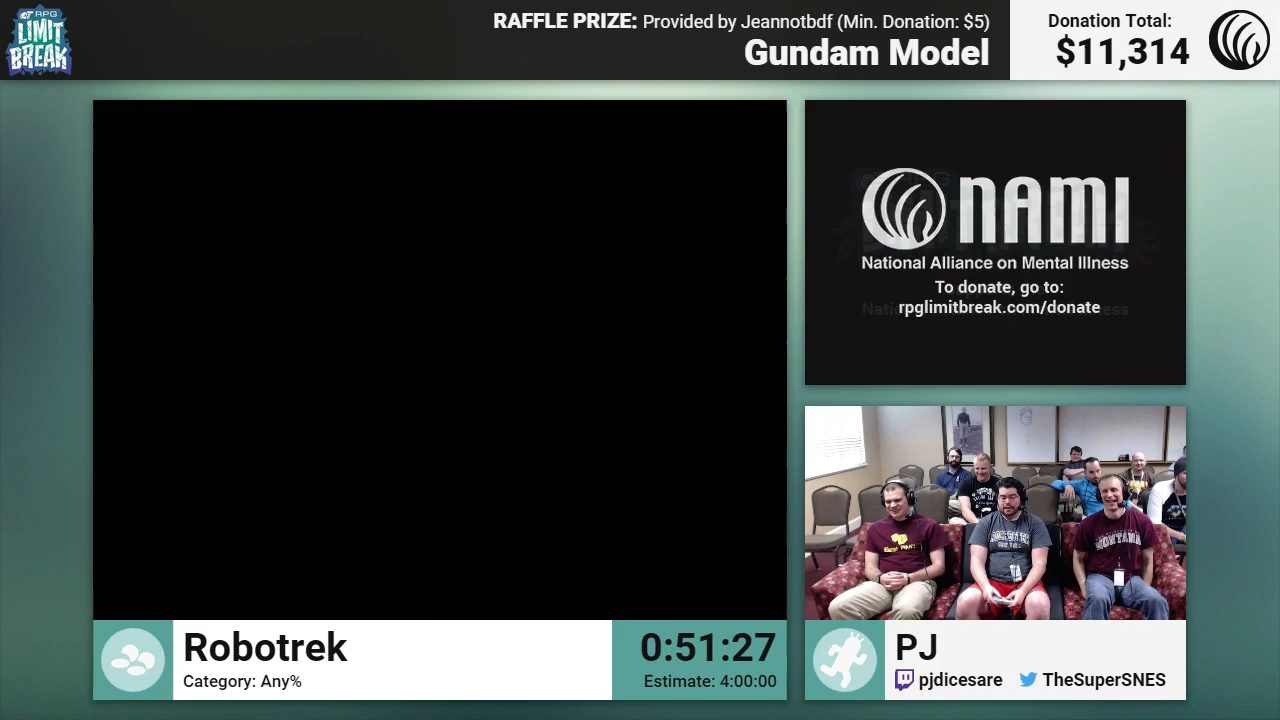 RPG
LIMIT
BREAK
RAFFLE PRIZE: Provided by Jeannotbdf (Min. Donation: $5)
Gundam Model
Donation Total:
$11,314
NAMI
National Alliance on Mental Illness
To donate, go to:
rpglimitbreak.com/donate
MONTANA
Robotrek
Category: Any%
0:51:27
Estimate: 4:00:00
PJ
pjdicesare
TheSuperSNES